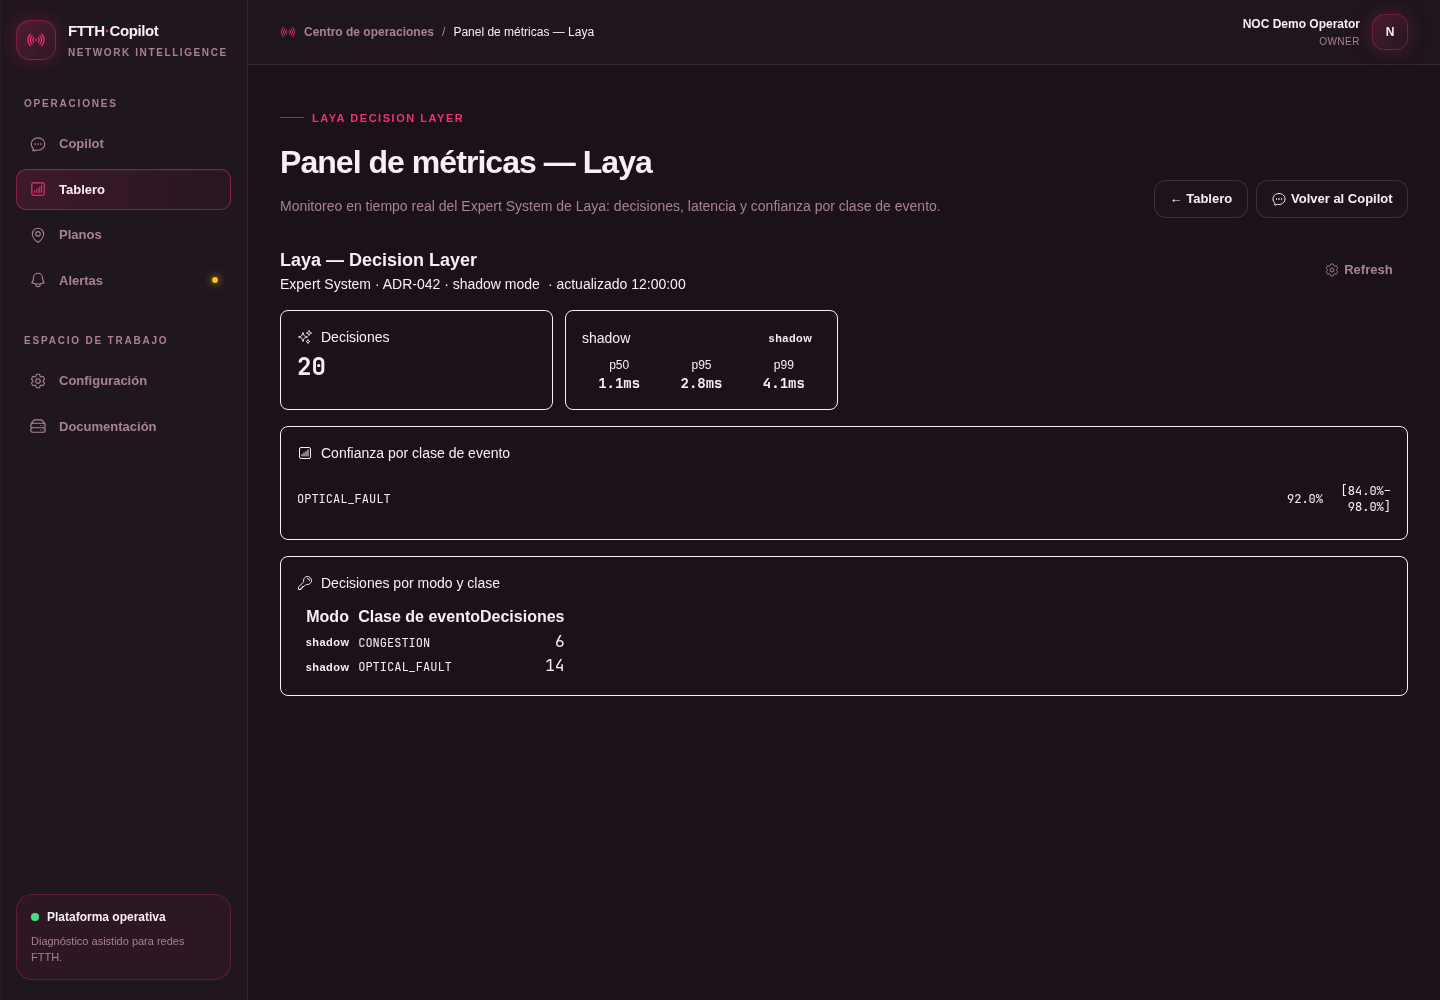 FTTH·Copilot
NETWORK INTELLIGENCE
OPERACIONES
Copilot
Tablero
Planos
Alertas
ESPACIO DE TRABAJO
Configuración
Documentación
Plataforma operativa
Diagnóstico asistido para redes
FTTH.
Centro de operaciones / Panel de métricas — Laya
NOC Demo Operator
OWNER
N
LAYA DECISION LAYER
Panel de métricas — Laya
Monitoreo en tiempo real del Expert System de Laya: decisiones, latencia y confianza por clase de evento.
← Tablero
Volver al Copilot
Laya — Decision Layer
Expert System · ADR-042 · shadow mode · actualizado 12:00:00
Refresh
Decisiones
20
shadow shadow
p50 p95 p99
1.1ms 2.8ms 4.1ms
Confianza por clase de evento
OPTICAL_FAULT 92.0% [84.0%–
98.0%]
Decisiones por modo y clase
Modo Clase de evento Decisiones
shadow CONGESTION 6
shadow OPTICAL_FAULT 14